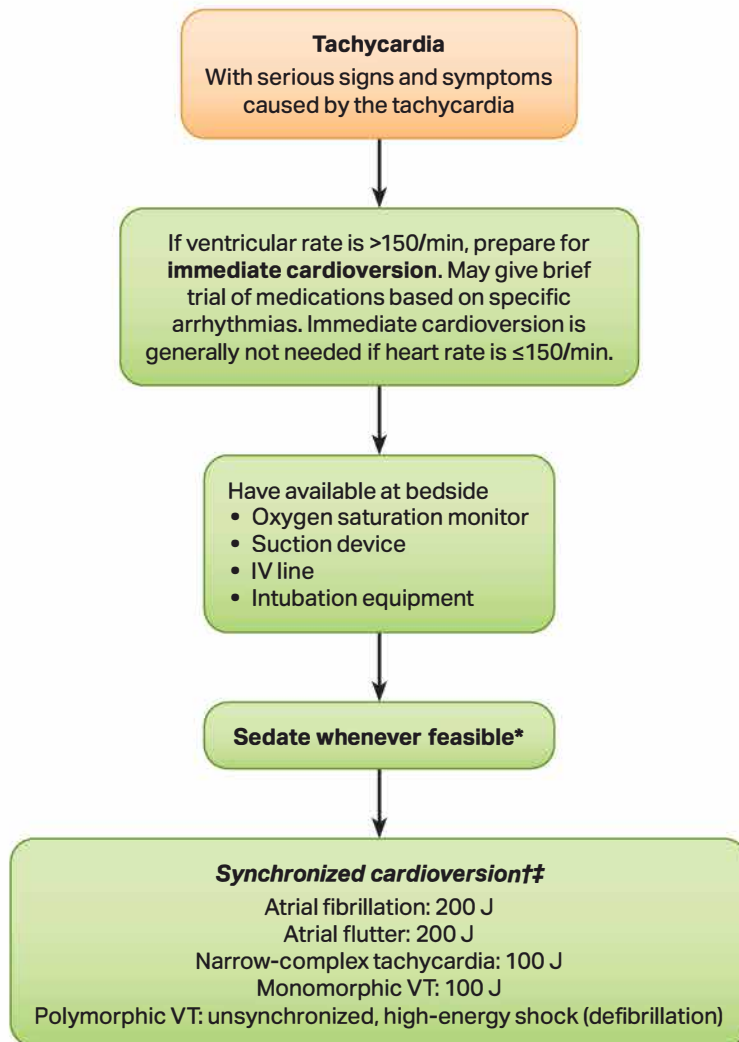 Tachycardia
With serious signs and symptoms
caused by the tachycardia
If ventricular rate is >150/min, prepare for
immediate cardioversion. May give brief
trial of medications based on specific
arrhythmias. Immediate cardioversion is
generally not needed if heart rate is ≤150/min.
Have available at bedside
• Oxygen saturation monitor
• Suction device
• IV line
• Intubation equipment
Sedate whenever feasible*
Synchronized cardioversion†‡
Atrial fibrillation: 200 J
Atrial flutter: 200 J
Narrow-complex tachycardia: 100 J
Monomorphic VT: 100 J
Polymorphic VT: unsynchronized, high-energy shock (defibrillation)